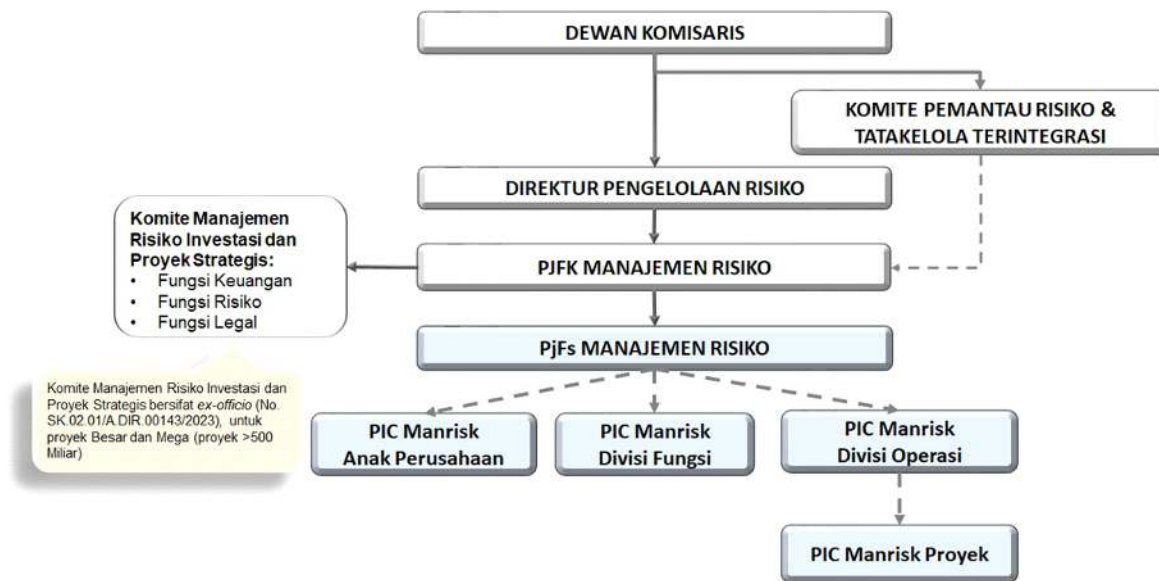 DEWAN KOMISARIS
KOMITE PEMANTAU RISIKO &
TATAKELOLA TERINTEGRASI
DIREKTUR PENGELOLAAN RISIKO
Komite Manajemen
Risiko Investasi dan
Proyek Strategis:
• Fungsi Keuangan
• Fungsi Risiko
• Fungsi Legal
PJFK MANAJEMEN RISIKO
PjFs MANAJEMEN RISIKO
Komite Manajemen Risiko Investasi dan
Proyek Strategis bersifat ex-officio (No.
SK.02.01/A.DIR.00143/2023), untuk
proyek Besar dan Mega (proyek >500
Miliar)
PIC Manrisk
Anak Perusahaan
PIC Manrisk
Divisi Fungsi
PIC Manrisk
Divisi Operasi
PIC Manrisk Proyek